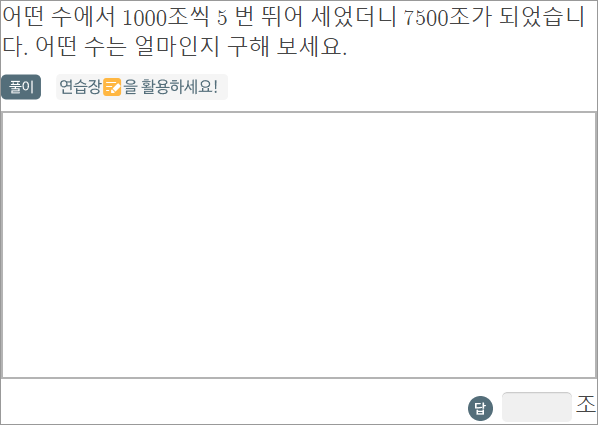 어떤 수에서 1000조씩 5 번 뛰어 세었더니 7500조가 되었습니
다. 어떤 수는 얼마인지 구해 보세요.
풀이 연습장을 활용하세요!
답 조